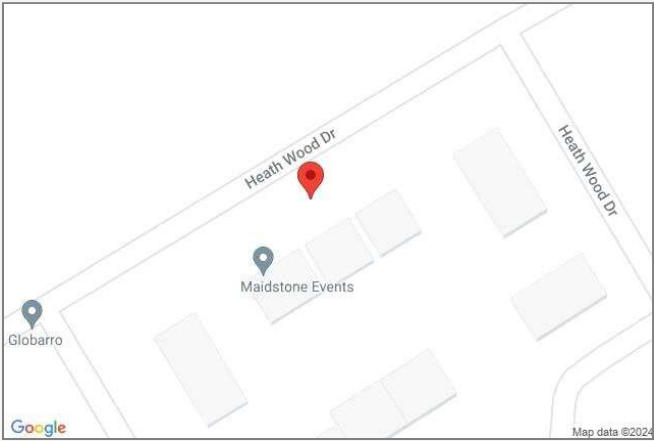 Heath Wood Dr
Heath Wood Dr
Maidstone Events
Globarro
Google
Map data ©2024